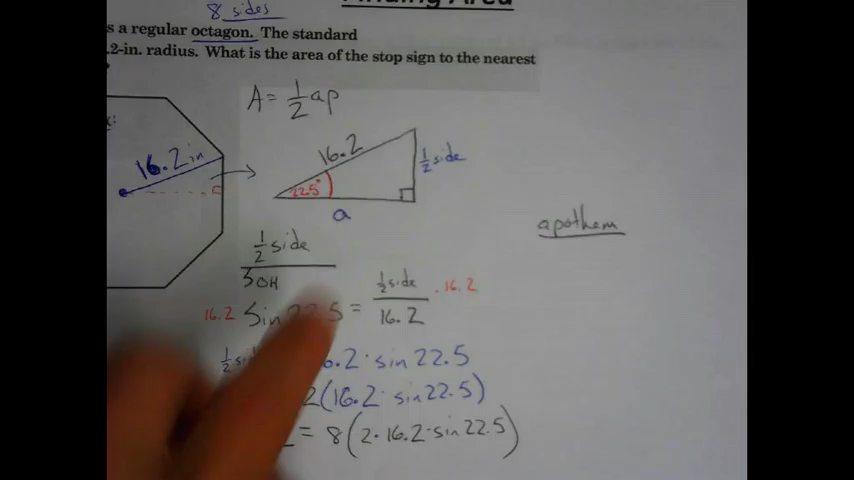 Finding Area
8 sides
s a regular octagon. The standard
.2-in. radius. What is the area of the stop sign to the nearest
A = 1/2 ap
16.2 in
16.2
1/2 side
22.5°
a
apothem
1/2 side
SOH
16.2 Sin 22.5 = 1/2 side / 16.2 · 16.2
6.2 · sin 22.5
2(16.2 · sin 22.5)
= 8(2 · 16.2 · sin 22.5)